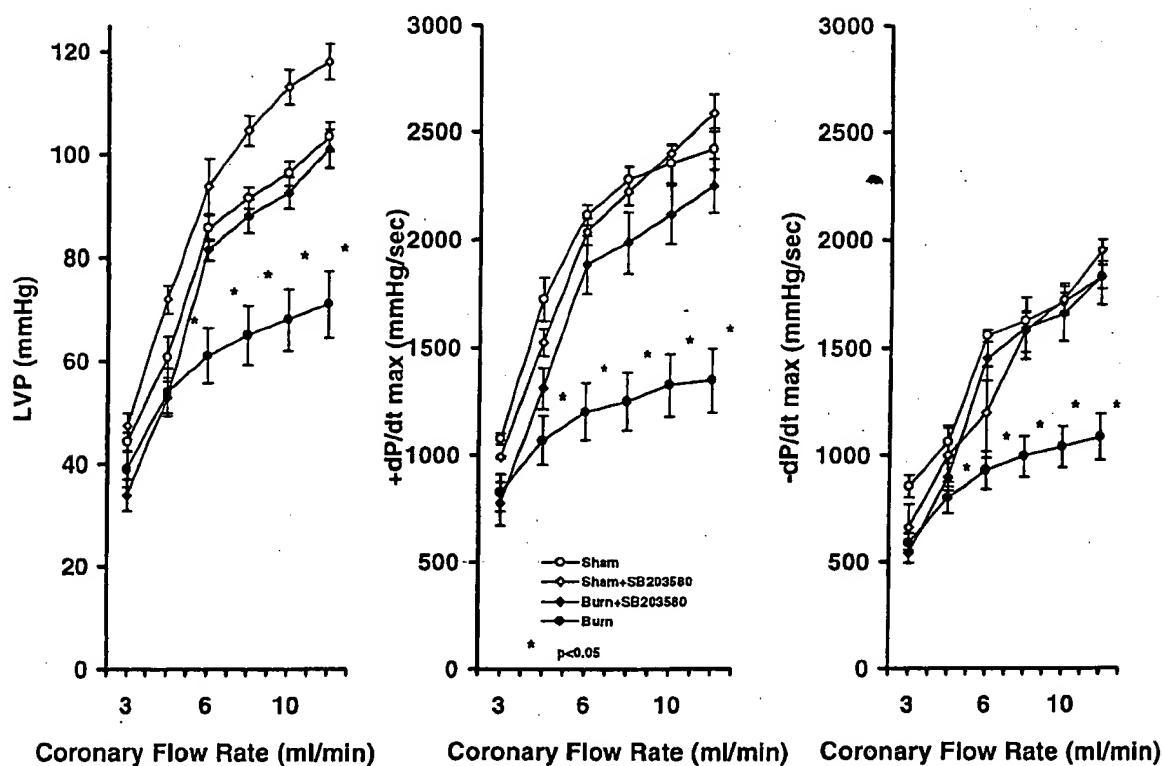 LVP (mmHg)
120
100
80
60
40
20
0
3 6 10
Coronary Flow Rate (ml/min)
+dP/dt max (mmHg/sec)
3000
2500
2000
1500
1000
500
0
Sham
Sham+SB203580
Burn+SB203580
Burn
* p<0.05
3 6 10
Coronary Flow Rate (ml/min)
-dP/dt max (mmHg/sec)
3000
2500
2000
1500
1000
500
0
3 6 10
Coronary Flow Rate (ml/min)